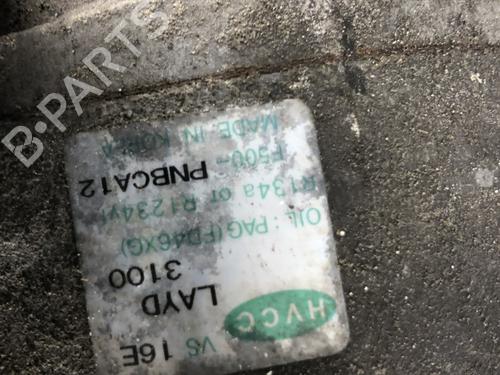 HVCC
VS 16E
LAYD
3100
OIL : PAG(FD46XG)
R134a or R1234yf
F500- PNBCA12
MADE IN KOREA
B-PARTS